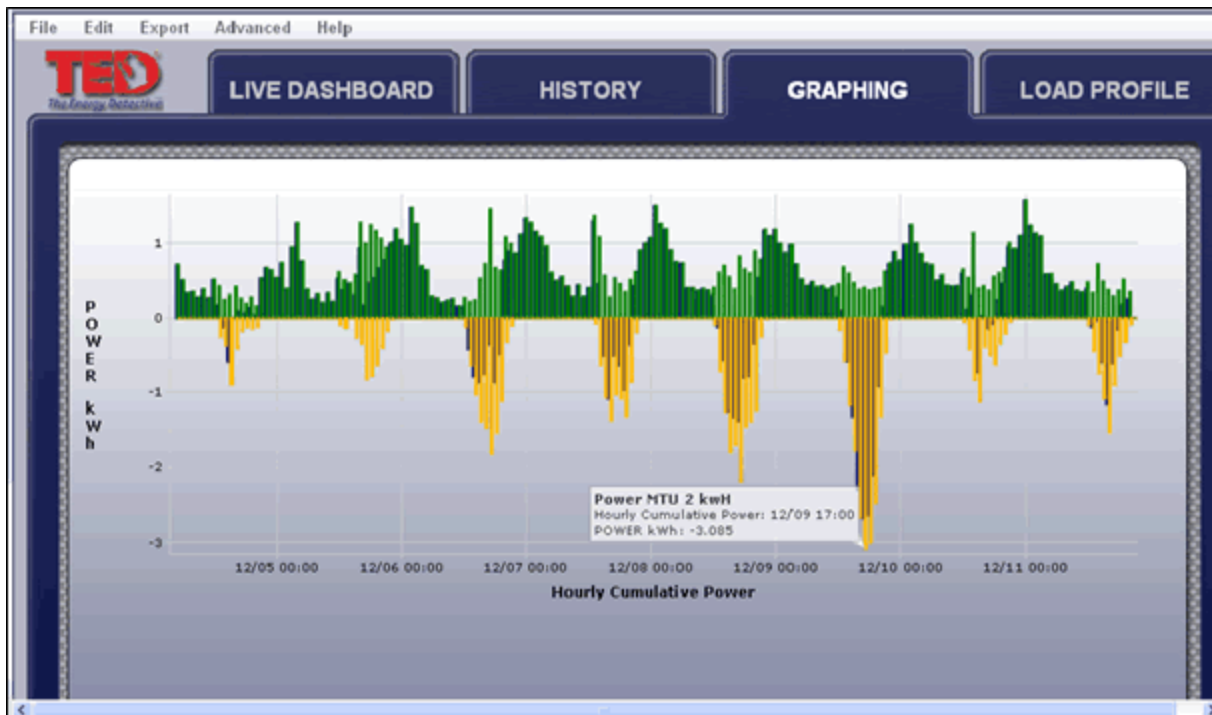 File Edit Export Advanced Help
TED
The Energy Detective
LIVE DASHBOARD HISTORY GRAPHING LOAD PROFILE
1
0
-1
-2
-3
POWER kWh
Power MTU 2 kwH
Hourly Cumulative Power: 12/09 17:00
POWER kWh: -3.085
12/05 00:00 12/06 00:00 12/07 00:00 12/08 00:00 12/09 00:00 12/10 00:00 12/11 00:00
Hourly Cumulative Power